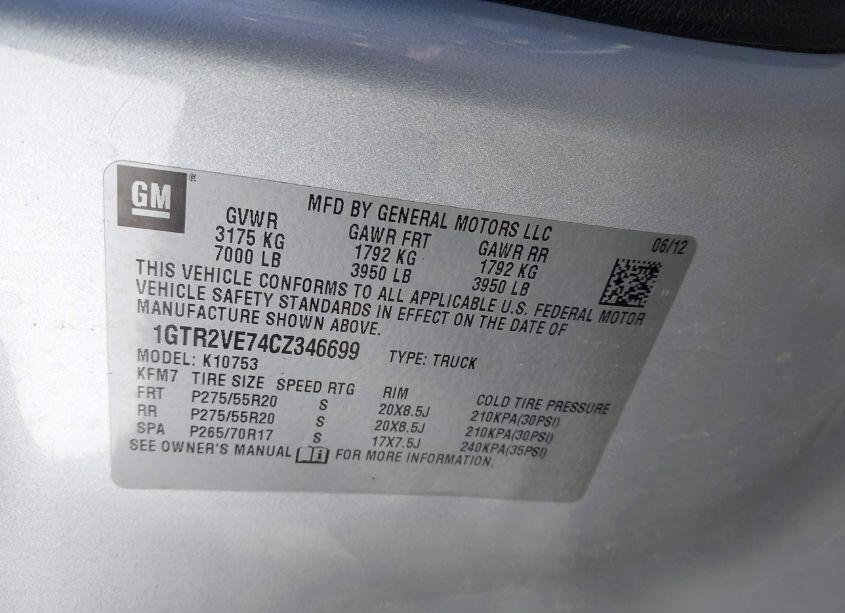 GM ®
MFD BY GENERAL MOTORS LLC
06/12
GVWR GAWR FRT GAWR RR
3175 KG 1792 KG 1792 KG
7000 LB 3950 LB 3950 LB
THIS VEHICLE CONFORMS TO ALL APPLICABLE U.S. FEDERAL MOTOR
VEHICLE SAFETY STANDARDS IN EFFECT ON THE DATE OF
MANUFACTURE SHOWN ABOVE.
1GTR2VE74CZ346699 TYPE: TRUCK
MODEL: K10753
KFM7 TIRE SIZE SPEED RTG RIM COLD TIRE PRESSURE
FRT P275/55R20 S 20X8.5J 210KPA(30PSI)
RR P275/55R20 S 20X8.5J 210KPA(30PSI)
SPA P265/70R17 S 17X7.5J 240KPA(35PSI)
SEE OWNER'S MANUAL FOR MORE INFORMATION.